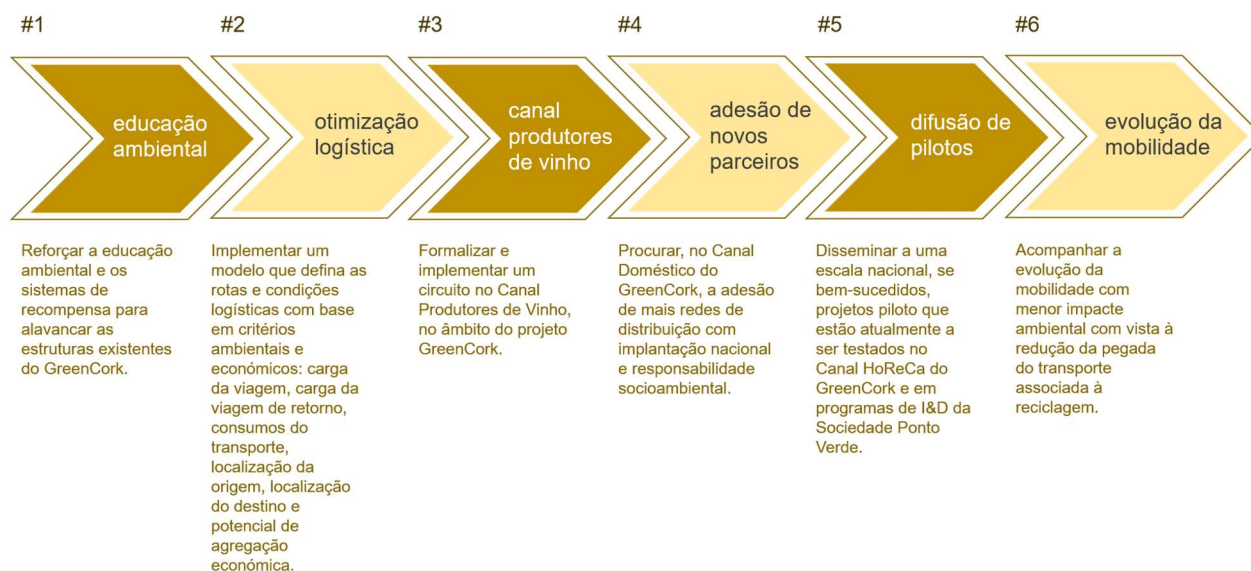 #1
#2
#3
#4
#5
#6
educação
ambiental
otimização
logística
canal
produtores
de vinho
adesão de
novos
parceiros
difusão de
pilotos
evolução da
mobilidade
Reforçar a educação
ambiental e os
sistemas de
recompensa para
alavancar as
estruturas existentes
do GreenCork.
Implementar um
modelo que defina as
rotas e condições
logísticas com base
em critérios
ambientais e
económicos: carga
da viagem, carga da
viagem de retorno,
consumos do
transporte,
localização da
origem, localização
do destino e
potencial de
agregação
económica.
Formalizar e
implementar um
circuito no Canal
Produtores de Vinho,
no âmbito do projeto
GreenCork.
Procurar, no Canal
Doméstico do
GreenCork, a adesão
de mais redes de
distribuição com
implantação nacional
e responsabilidade
socioambiental.
Disseminar a uma
escala nacional, se
bem-sucedidos,
projetos piloto que
estão atualmente a
ser testados no
Canal HoReCa do
GreenCork e em
programas de I&D da
Sociedade Ponto
Verde.
Acompanhar a
evolução da
mobilidade com
menor impacte
ambiental com vista à
redução da pegada
do transporte
associada à
reciclagem.